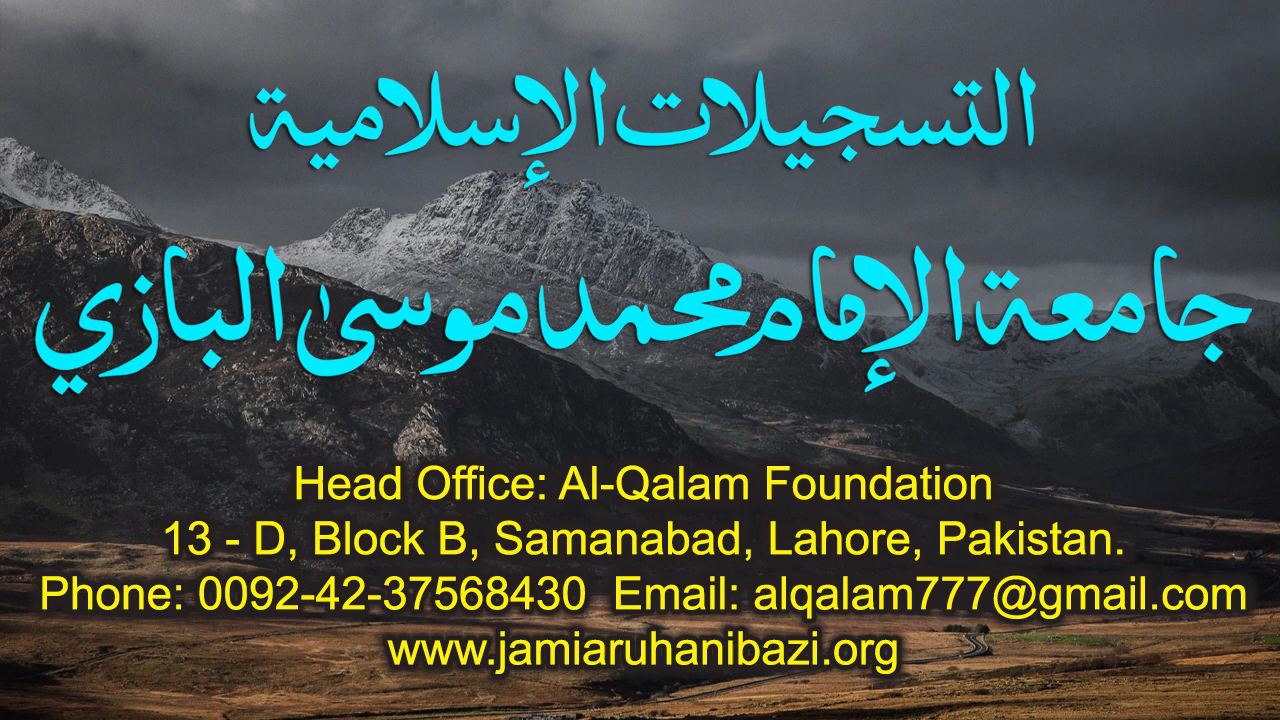 التسجيلات الإسلامية
جامعة الإمام محمد موسىٰ البازي
Head Office: Al-Qalam Foundation
13 - D, Block B, Samanabad, Lahore, Pakistan.
Phone: 0092-42-37568430 Email: alqalam777@gmail.com
www.jamiaruhanibazi.org